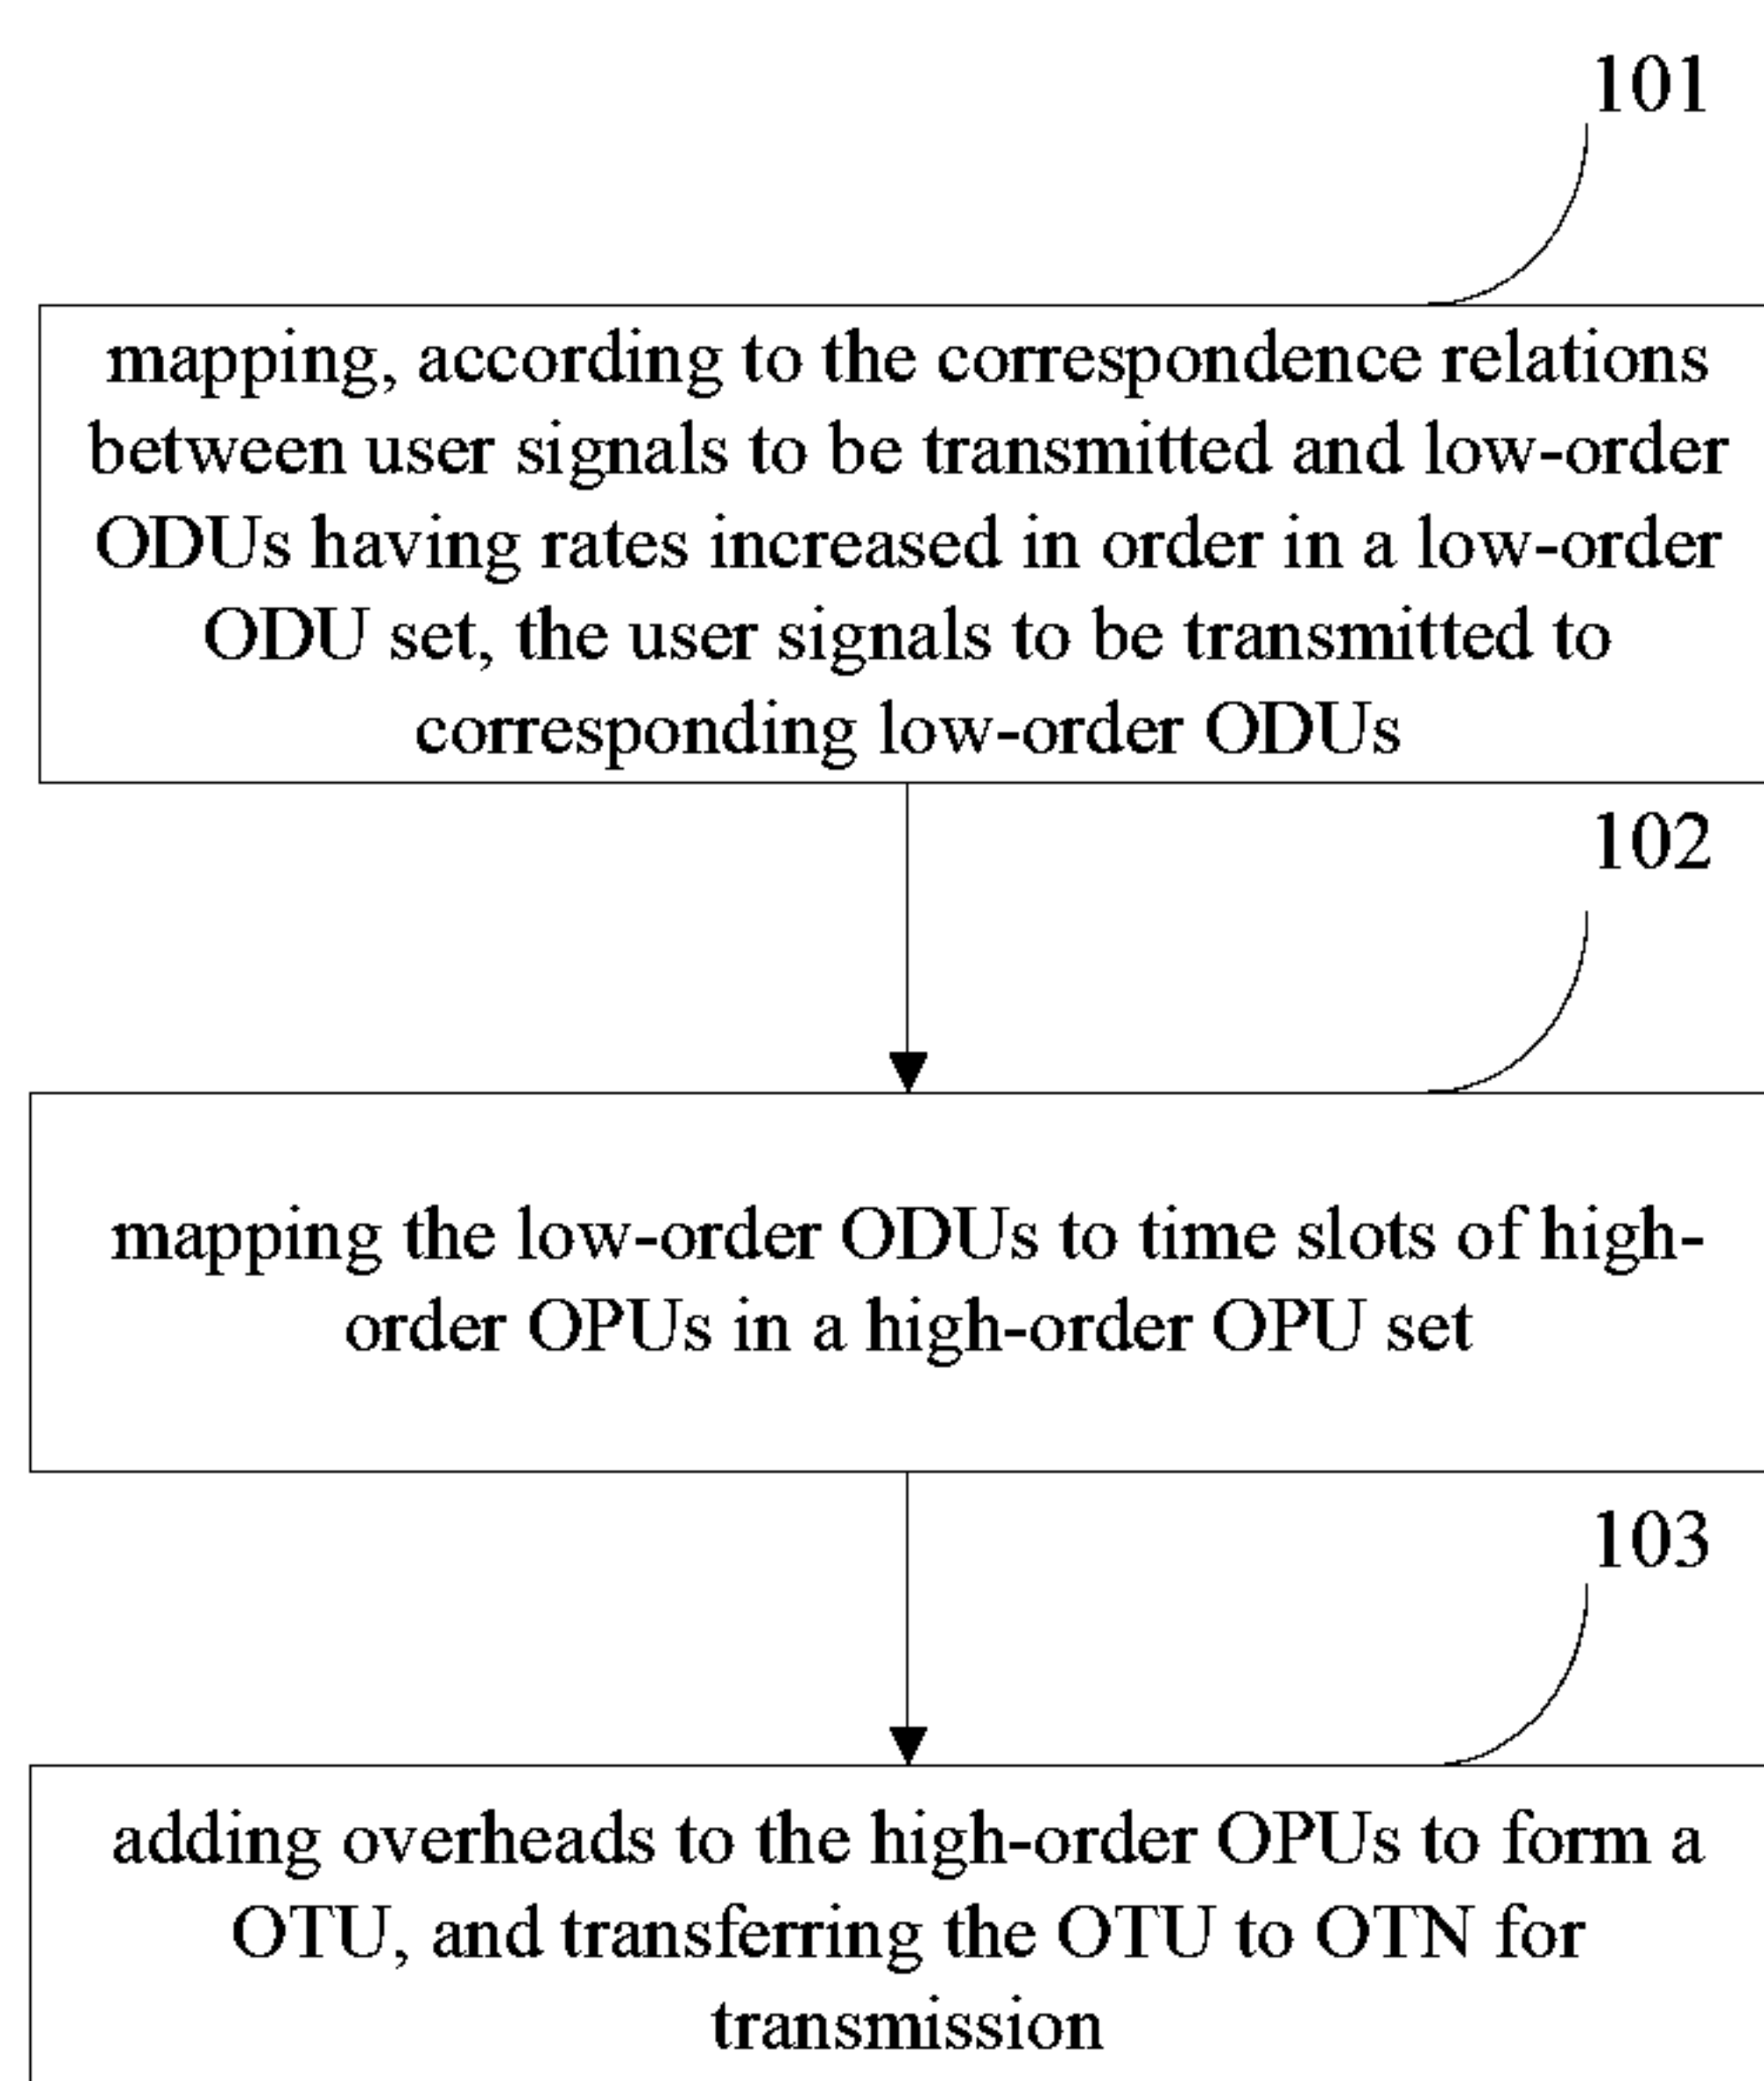 101
mapping, according to the correspondence relations
between user signals to be transmitted and low-order
ODUs having rates increased in order in a low-order
ODU set, the user signals to be transmitted to
corresponding low-order ODUs
102
mapping the low-order ODUs to time slots of high-
order OPUs in a high-order OPU set
103
adding overheads to the high-order OPUs to form a
OTU, and transferring the OTU to OTN for
transmission